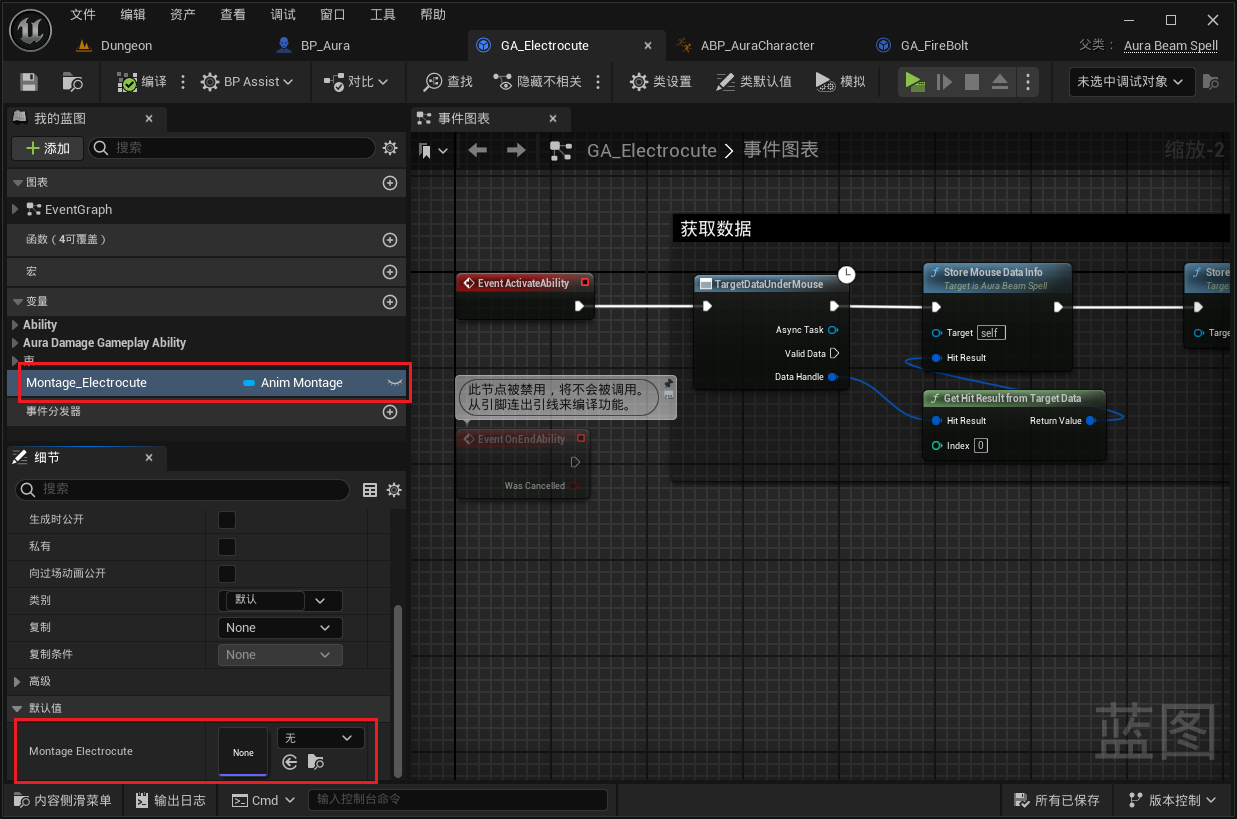 文件 编辑 资产 查看 调试 窗口 工具 帮助
Dungeon BP_Aura GA_Electrocute ABP_AuraCharacter GA_FireBolt 父类： Aura Beam Spell
编译 BP Assist 对比 查找 隐藏不相关 类设置 类默认值 模拟 未选中调试对象
我的蓝图
添加 搜索
图表
EventGraph
函数（4可覆盖）
宏
变量
Ability
Aura Damage Gameplay Ability
束
Montage_Electrocute Anim Montage
事件分发器
细节
搜索
生成时公开
私有
向过场动画公开
类别 默认
复制 None
复制条件 None
高级
默认值
Montage Electrocute None 无
事件图表
GA_Electrocute 事件图表 缩放-2
获取数据
Event ActivateAbility
TargetDataUnderMouse
Async Task
Valid Data
Data Handle
Store Mouse Data Info
Target is Aura Beam Spell
Target self
Hit Result
Store
Target
Targe
Get Hit Result from Target Data
Hit Result Return Value
Index 0
此节点被禁用，将不会被调用。
从引脚连出引线来编译功能。
Event OnEndAbility
Was Cancelled
蓝图
内容侧滑菜单 输出日志 Cmd 输入控制台命令 所有已保存 版本控制